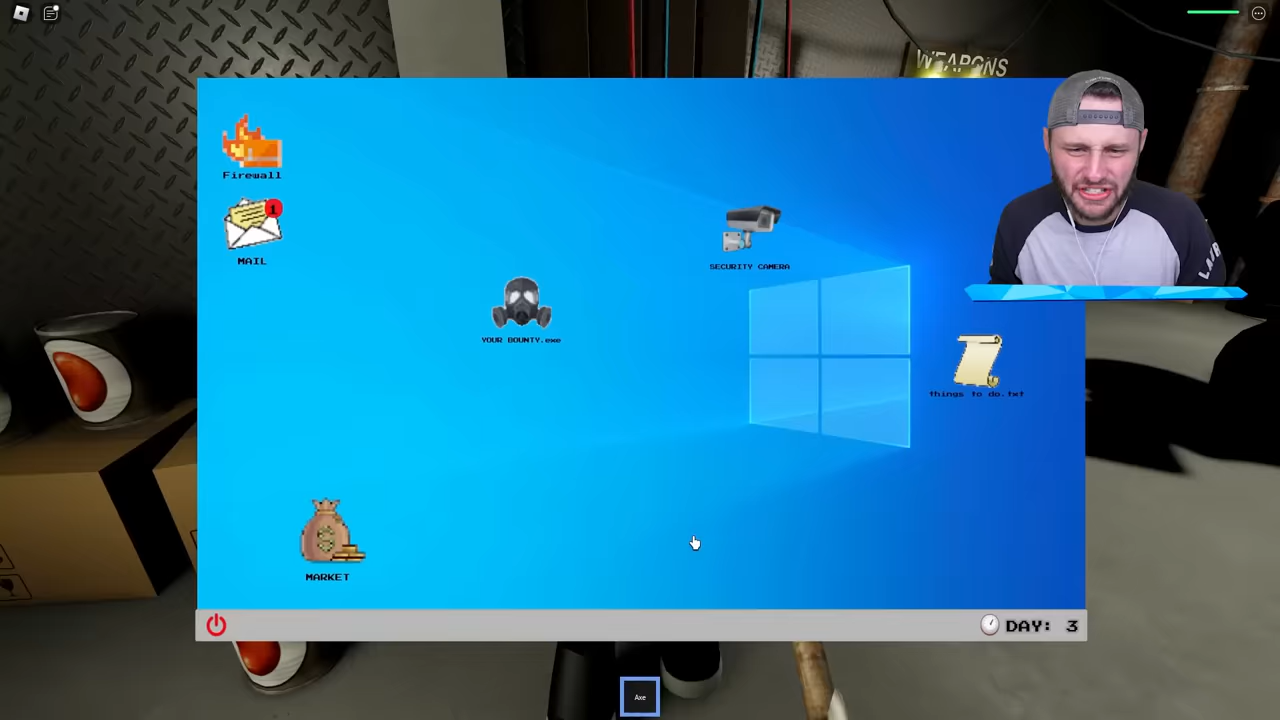 WEAPONS
Firewall
1
MAIL
SECURITY CAMERA
YOUR BOUNTY.exe
things to do.txt
MARKET
DAY: 3
Axe